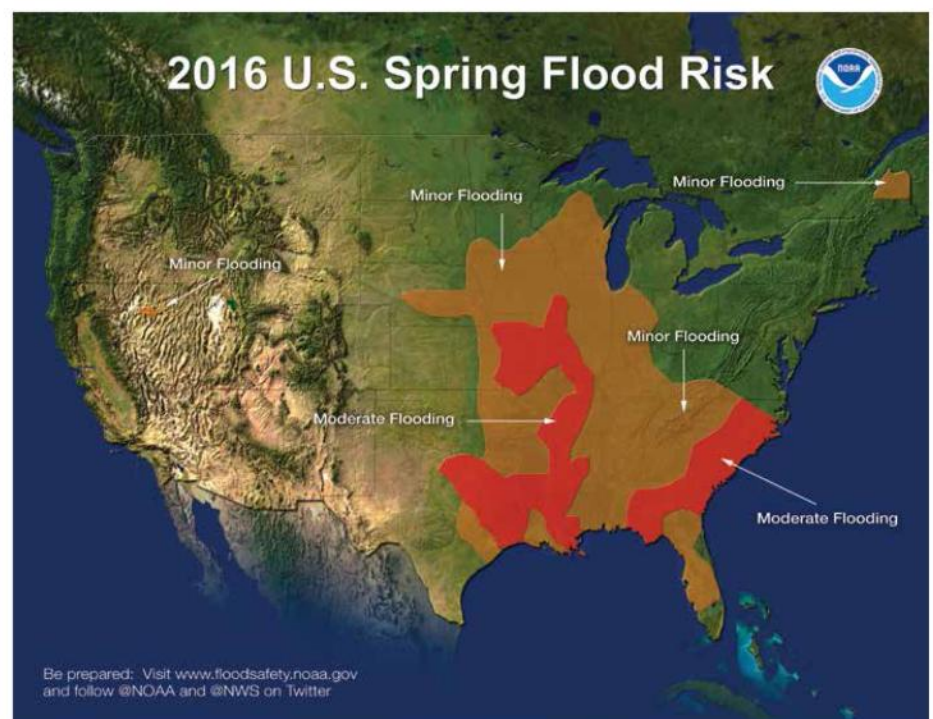 2016 U.S. Spring Flood Risk
NOAA
Minor Flooding
Minor Flooding
Minor Flooding
Minor Flooding
Moderate Flooding
Moderate Flooding
Be prepared: Visit www.floodsafety.noaa.gov
and follow @NOAA and @NWS on Twitter